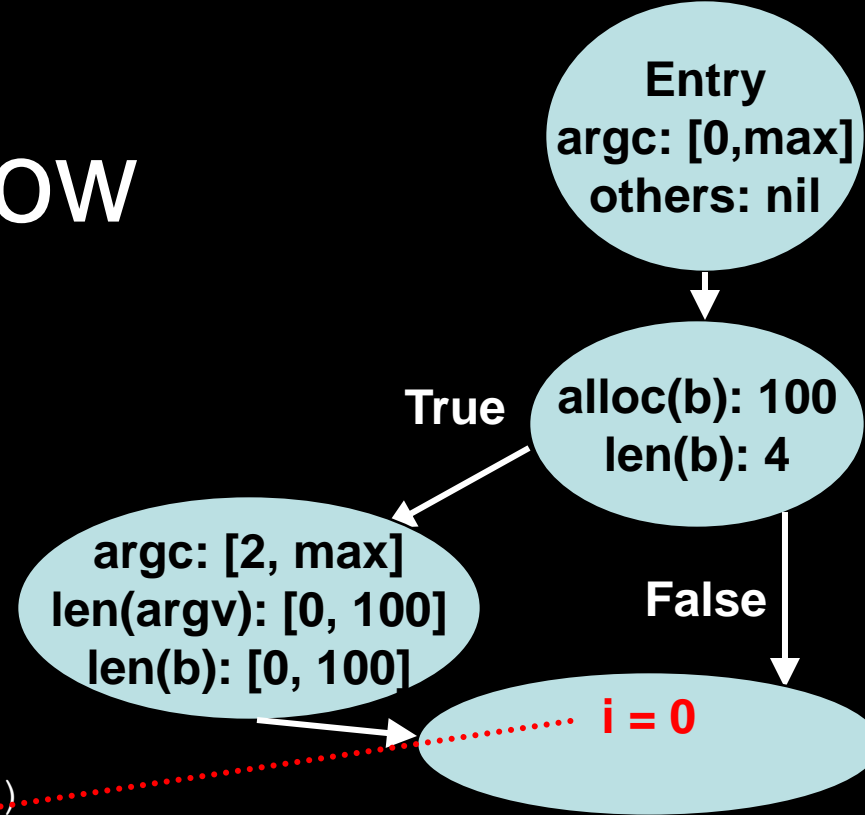 ow
Entry
argc: [0,max]
others: nil
True
alloc(b): 100
len(b): 4
argc: [2, max]
len(argv): [0, 100]
len(b): [0, 100]
False
i = 0
)